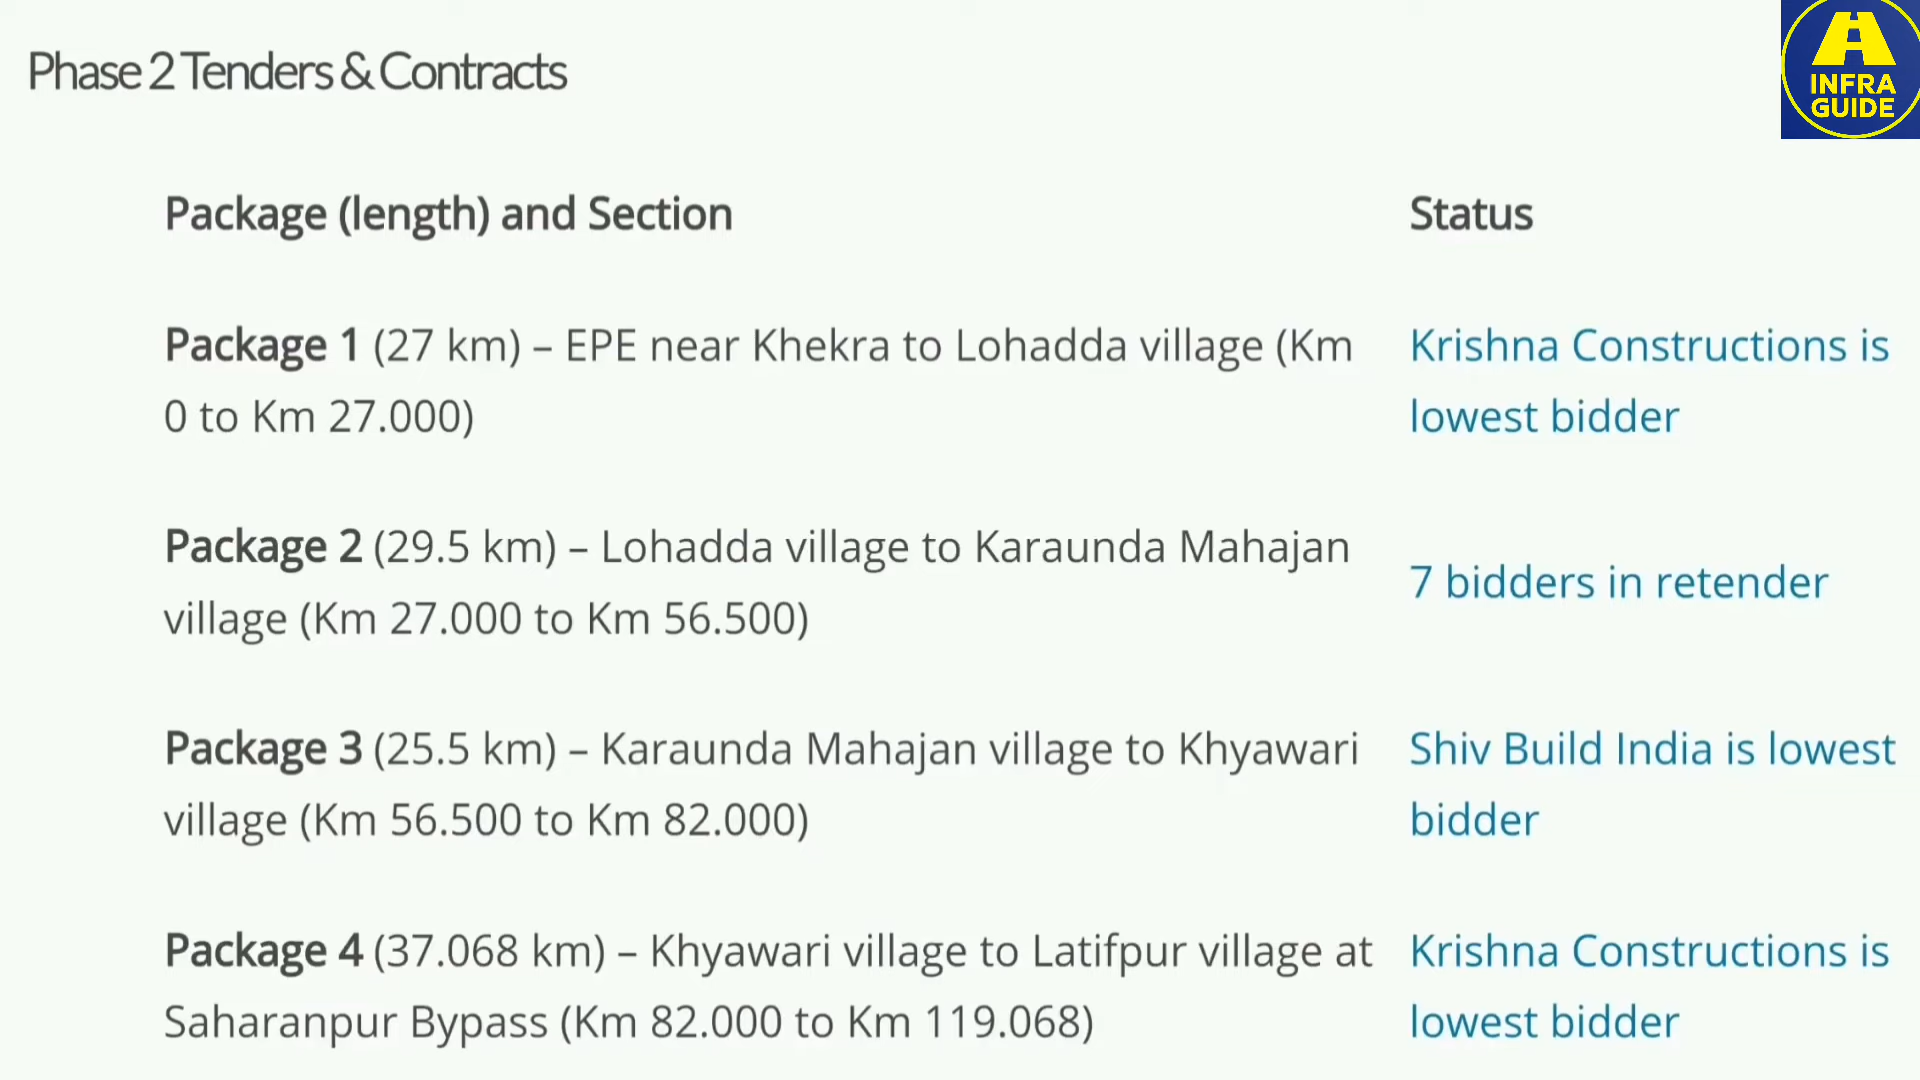 Phase 2 Tenders & Contracts
INFRA
GUIDE
Package (length) and Section
Status
Package 1 (27 km) – EPE near Khekra to Lohadda village (Km
0 to Km 27.000)
Krishna Constructions is
lowest bidder
Package 2 (29.5 km) – Lohadda village to Karaunda Mahajan
village (Km 27.000 to Km 56.500)
7 bidders in retender
Package 3 (25.5 km) – Karaunda Mahajan village to Khyawari
village (Km 56.500 to Km 82.000)
Shiv Build India is lowest
bidder
Package 4 (37.068 km) – Khyawari village to Latifpur village at
Saharanpur Bypass (Km 82.000 to Km 119.068)
Krishna Constructions is
lowest bidder